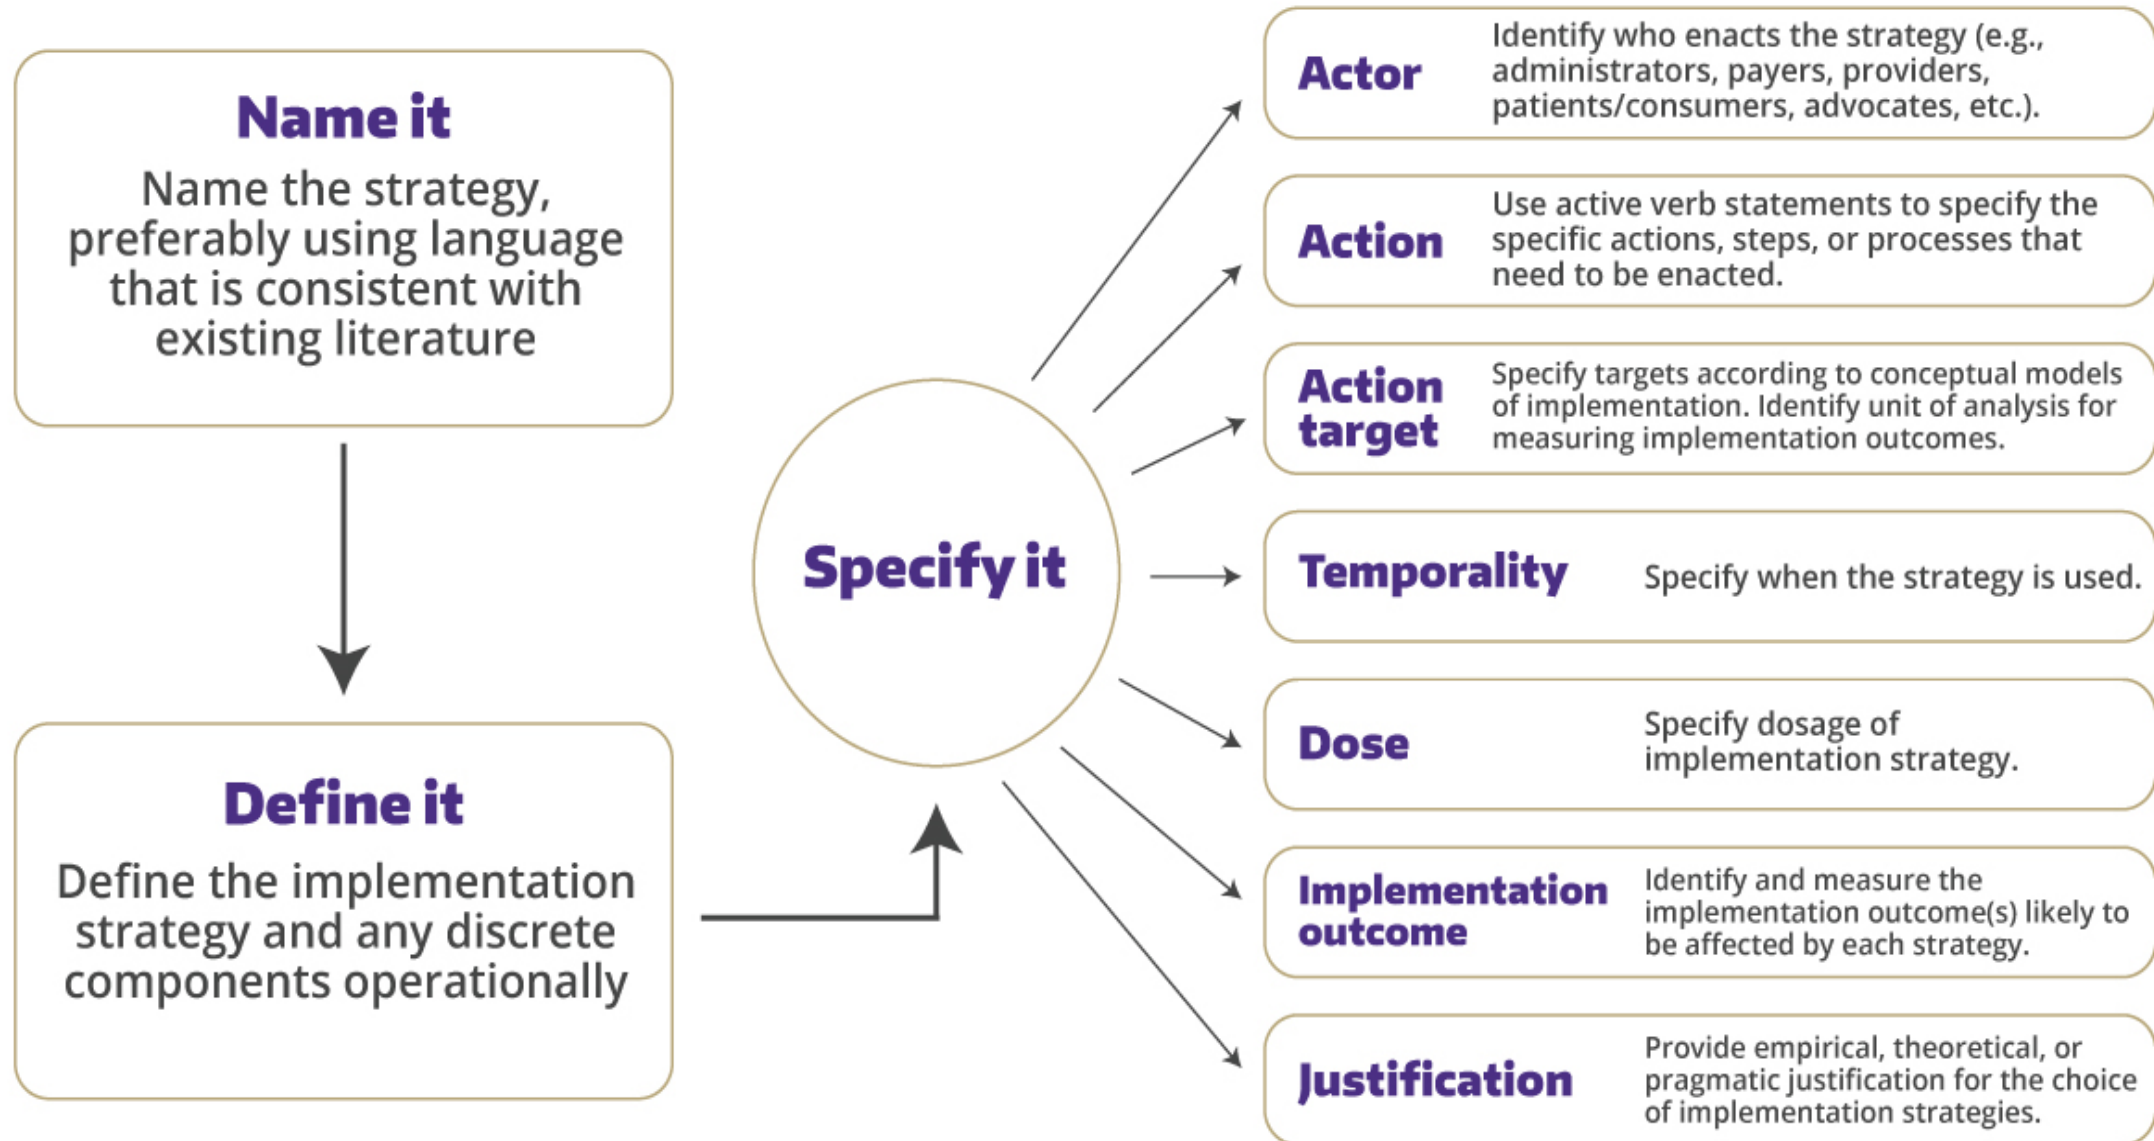 Name it
Name the strategy,
preferably using language
that is consistent with
existing literature
Define it
Define the implementation
strategy and any discrete
components operationally
Specify it
Actor
Identify who enacts the strategy (e.g.,
administrators, payers, providers,
patients/consumers, advocates, etc.).
Action
Use active verb statements to specify the
specific actions, steps, or processes that
need to be enacted.
Action
target
Specify targets according to conceptual models
of implementation. Identify unit of analysis for
measuring implementation outcomes.
Temporality
Specify when the strategy is used.
Dose
Specify dosage of
implementation strategy.
Implementation
outcome
Identify and measure the
implementation outcome(s) likely to
be affected by each strategy.
Justification
Provide empirical, theoretical, or
pragmatic justification for the choice
of implementation strategies.